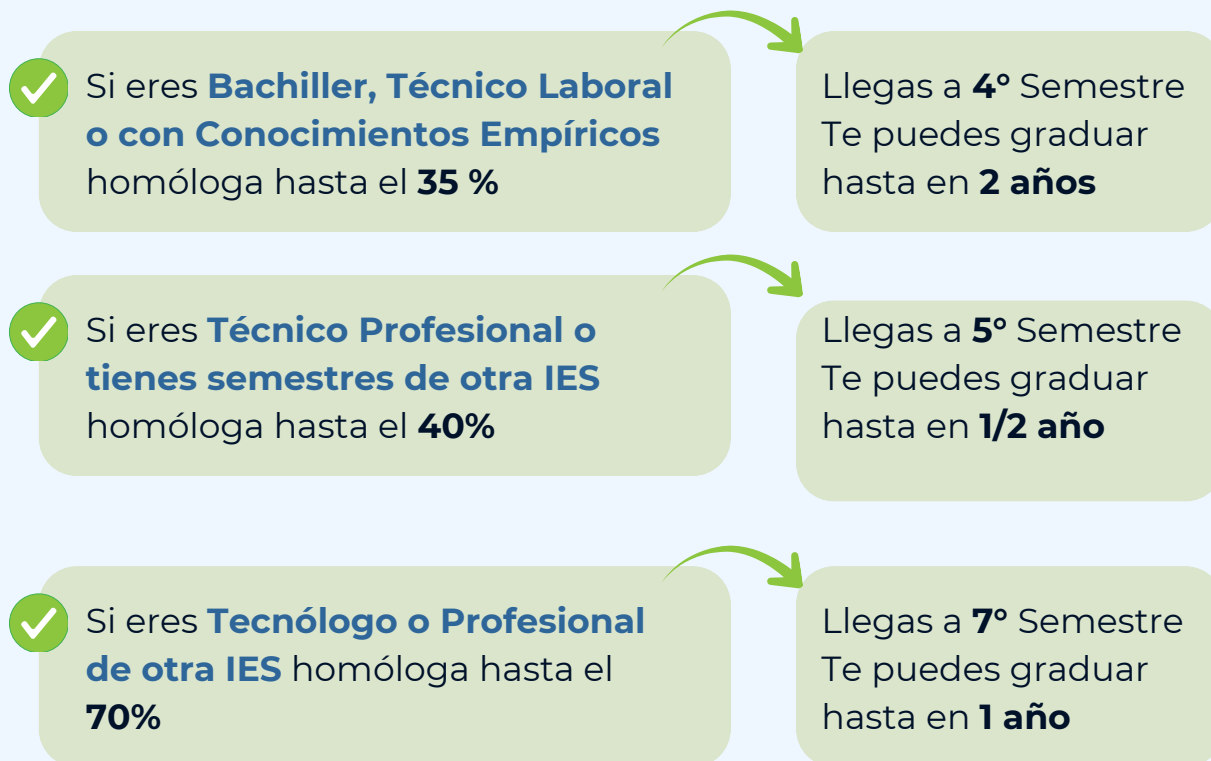 Si eres Bachiller, Técnico Laboral
o con Conocimientos Empíricos
homóloga hasta el 35 %
Llegas a 4° Semestre
Te puedes graduar
hasta en 2 años
Si eres Técnico Profesional o
tienes semestres de otra IES
homóloga hasta el 40%
Llegas a 5° Semestre
Te puedes graduar
hasta en 1/2 año
Si eres Tecnólogo o Profesional
de otra IES homóloga hasta el
70%
Llegas a 7° Semestre
Te puedes graduar
hasta en 1 año